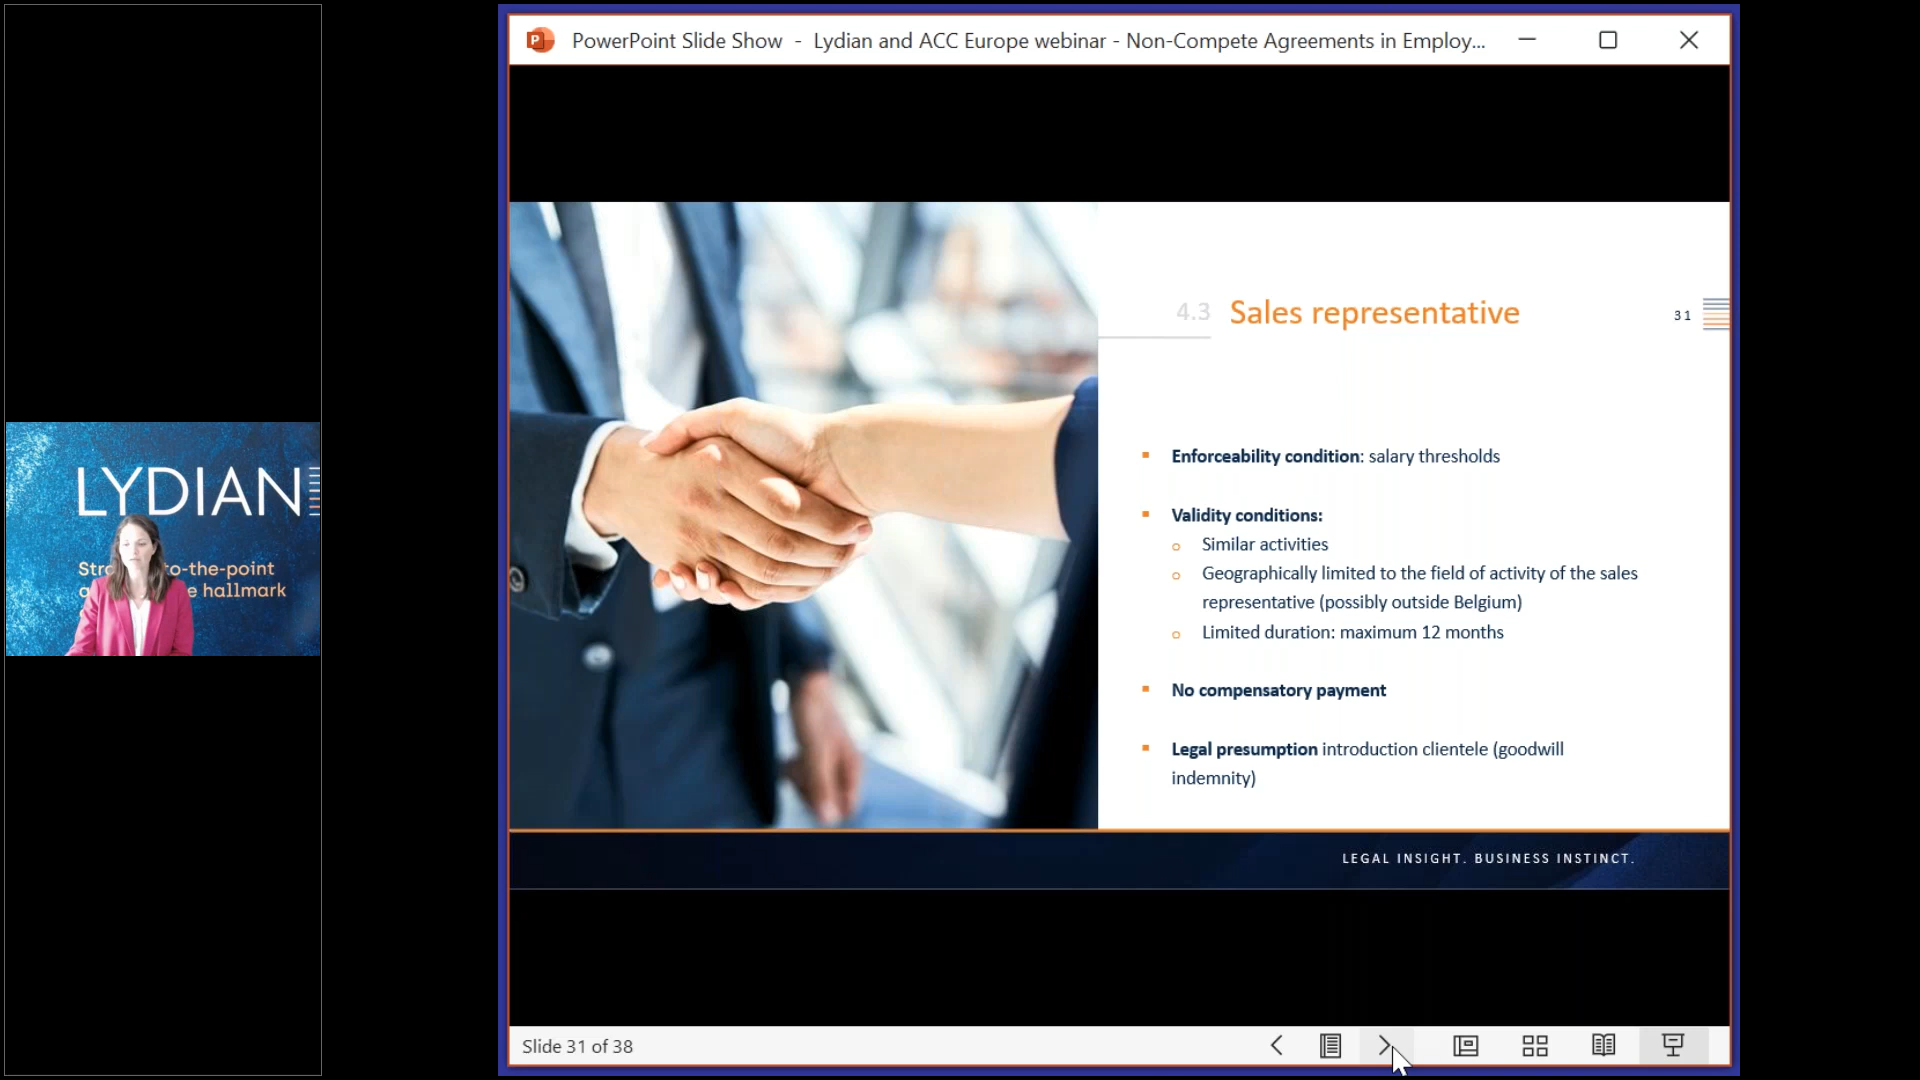 PowerPoint Slide Show - Lydian and ACC Europe webinar - Non-Compete Agreements in Employ...
LYDIAN
to-the-point
hallmark
4.3 Sales representative
31
Enforceability condition: salary thresholds
Validity conditions:
Similar activities
Geographically limited to the field of activity of the sales
representative (possibly outside Belgium)
Limited duration: maximum 12 months
No compensatory payment
Legal presumption introduction clientele (goodwill
indemnity)
LEGAL INSIGHT. BUSINESS INSTINCT.
Slide 31 of 38